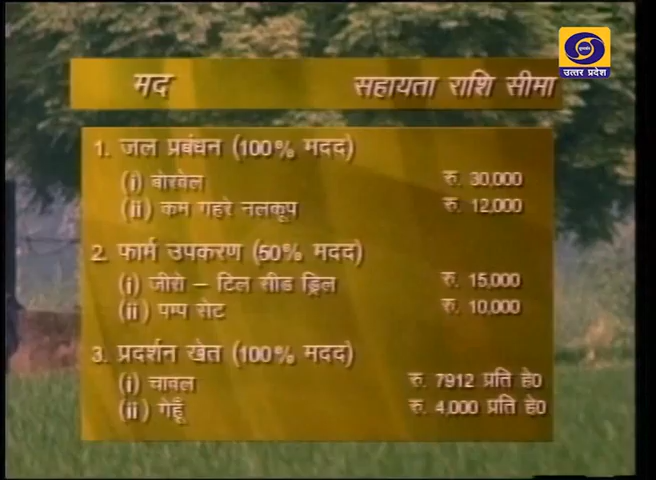 उत्तर प्रदेश
मद सहायता राशि सीमा
1. जल प्रबंधन (100% मदद)
(i) बोरवेल रु. 30,000
(ii) कम गहरे नलकूप रु. 12,000
2. फार्म उपकरण (50% मदद)
(i) जीरो – टिल सीड ड्रिल रु. 15,000
(ii) पम्प सेट रु. 10,000
3. प्रदर्शन खेत (100% मदद)
(i) चावल रु. 7912 प्रति हे0
(ii) गेहूँ रु. 4,000 प्रति हे0